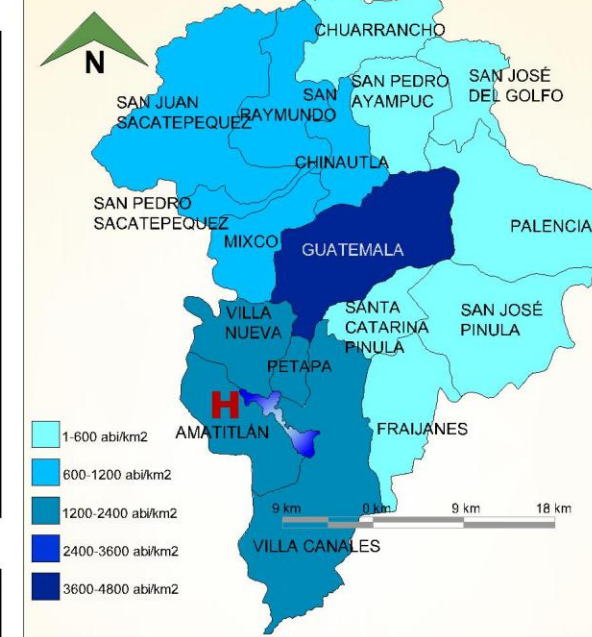 CHUARRANCHO
N
SAN JUAN
SACATEPEQUEZ
RAYMUNDO
SAN
SAN PEDRO
AYAMPUC
SAN JOSÉ
DEL GOLFO
CHINAUTLA
SAN PEDRO
SACATEPEQUEZ
MIXCO
GUATEMALA
PALENCIA
VILLA
NUEVA
SANTA
CATARINA
PINULA
SAN JOSÉ
PINULA
PETAPA
H
AMATITLÁN
FRAIJANES
1-600 abi/km2
600-1200 abi/km2
1200-2400 abi/km2
2400-3600 abi/km2
3600-4800 abi/km2
9 km 0 km 9 km 18 km
VILLA CANALES